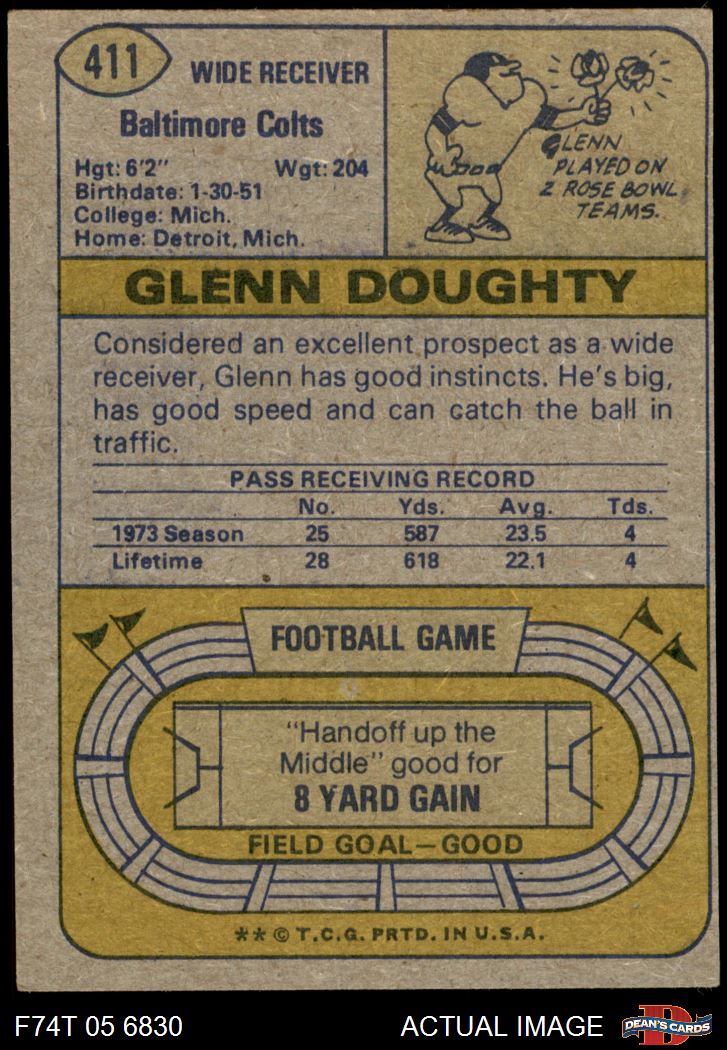 411
WIDE RECEIVER
Baltimore Colts
Hgt: 6'2" Wgt: 204
Birthdate: 1-30-51
College: Mich.
Home: Detroit, Mich.
GLENN
PLAYED ON
2 ROSE BOWL
TEAMS.
GLENN DOUGHTY
Considered an excellent prospect as a wide
receiver, Glenn has good instincts. He's big,
has good speed and can catch the ball in
traffic.
PASS RECEIVING RECORD
No. Yds. Avg. Tds.
1973 Season 25 587 23.5 4
Lifetime 28 618 22.1 4
FOOTBALL GAME
"Handoff up the
Middle" good for
8 YARD GAIN
FIELD GOAL—GOOD
** © T.C.G. PRTD. IN U.S.A.
F74T 05 6830 ACTUAL IMAGE
D
DEAN'S CARDS